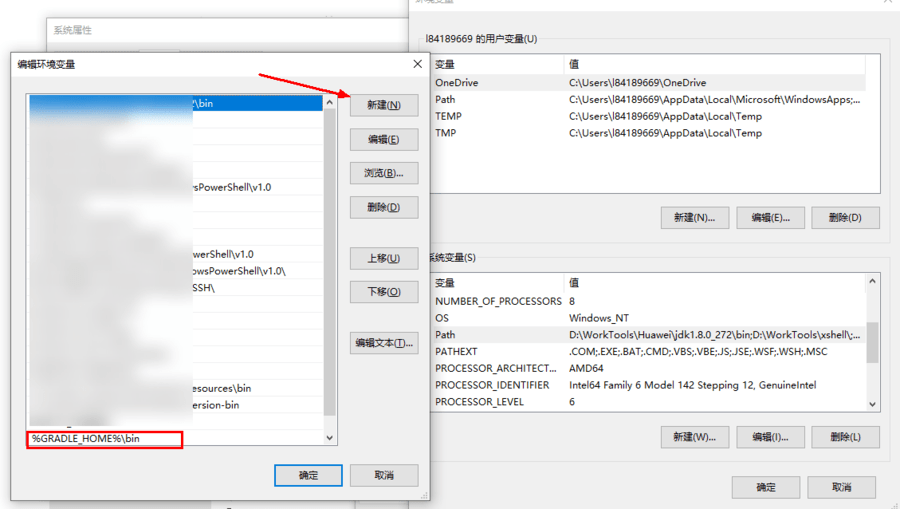 环境变量
系统属性
l84189669 的用户变量(U)
变量 值
OneDrive C:\Users\l84189669\OneDrive
Path C:\Users\l84189669\AppData\Local\Microsoft\WindowsApps;...
TEMP C:\Users\l84189669\AppData\Local\Temp
TMP C:\Users\l84189669\AppData\Local\Temp
新建(N)...
编辑(E)...
删除(D)
系统变量(S)
变量 值
NUMBER_OF_PROCESSORS 8
OS Windows_NT
Path D:\WorkTools\Huawei\jdk1.8.0_272\bin;D:\WorkTools\xshell\;...
PATHEXT .COM;.EXE;.BAT;.CMD;.VBS;.VBE;.JS;.JSE;.WSF;.WSH;.MSC
PROCESSOR_ARCHITECT... AMD64
PROCESSOR_IDENTIFIER Intel64 Family 6 Model 142 Stepping 12, GenuineIntel
PROCESSOR_LEVEL 6
新建(W)...
编辑(I)...
删除(L)
确定
取消
编辑环境变量
\bin
wsPowerShell\v1.0
werShell\v1.0
owsPowerShell\v1.0\
SSH\
esources\bin
ersion-bin
%GRADLE_HOME%\bin
新建(N)
编辑(E)
浏览(B)...
删除(D)
上移(U)
下移(O)
编辑文本(T)...
确定
取消